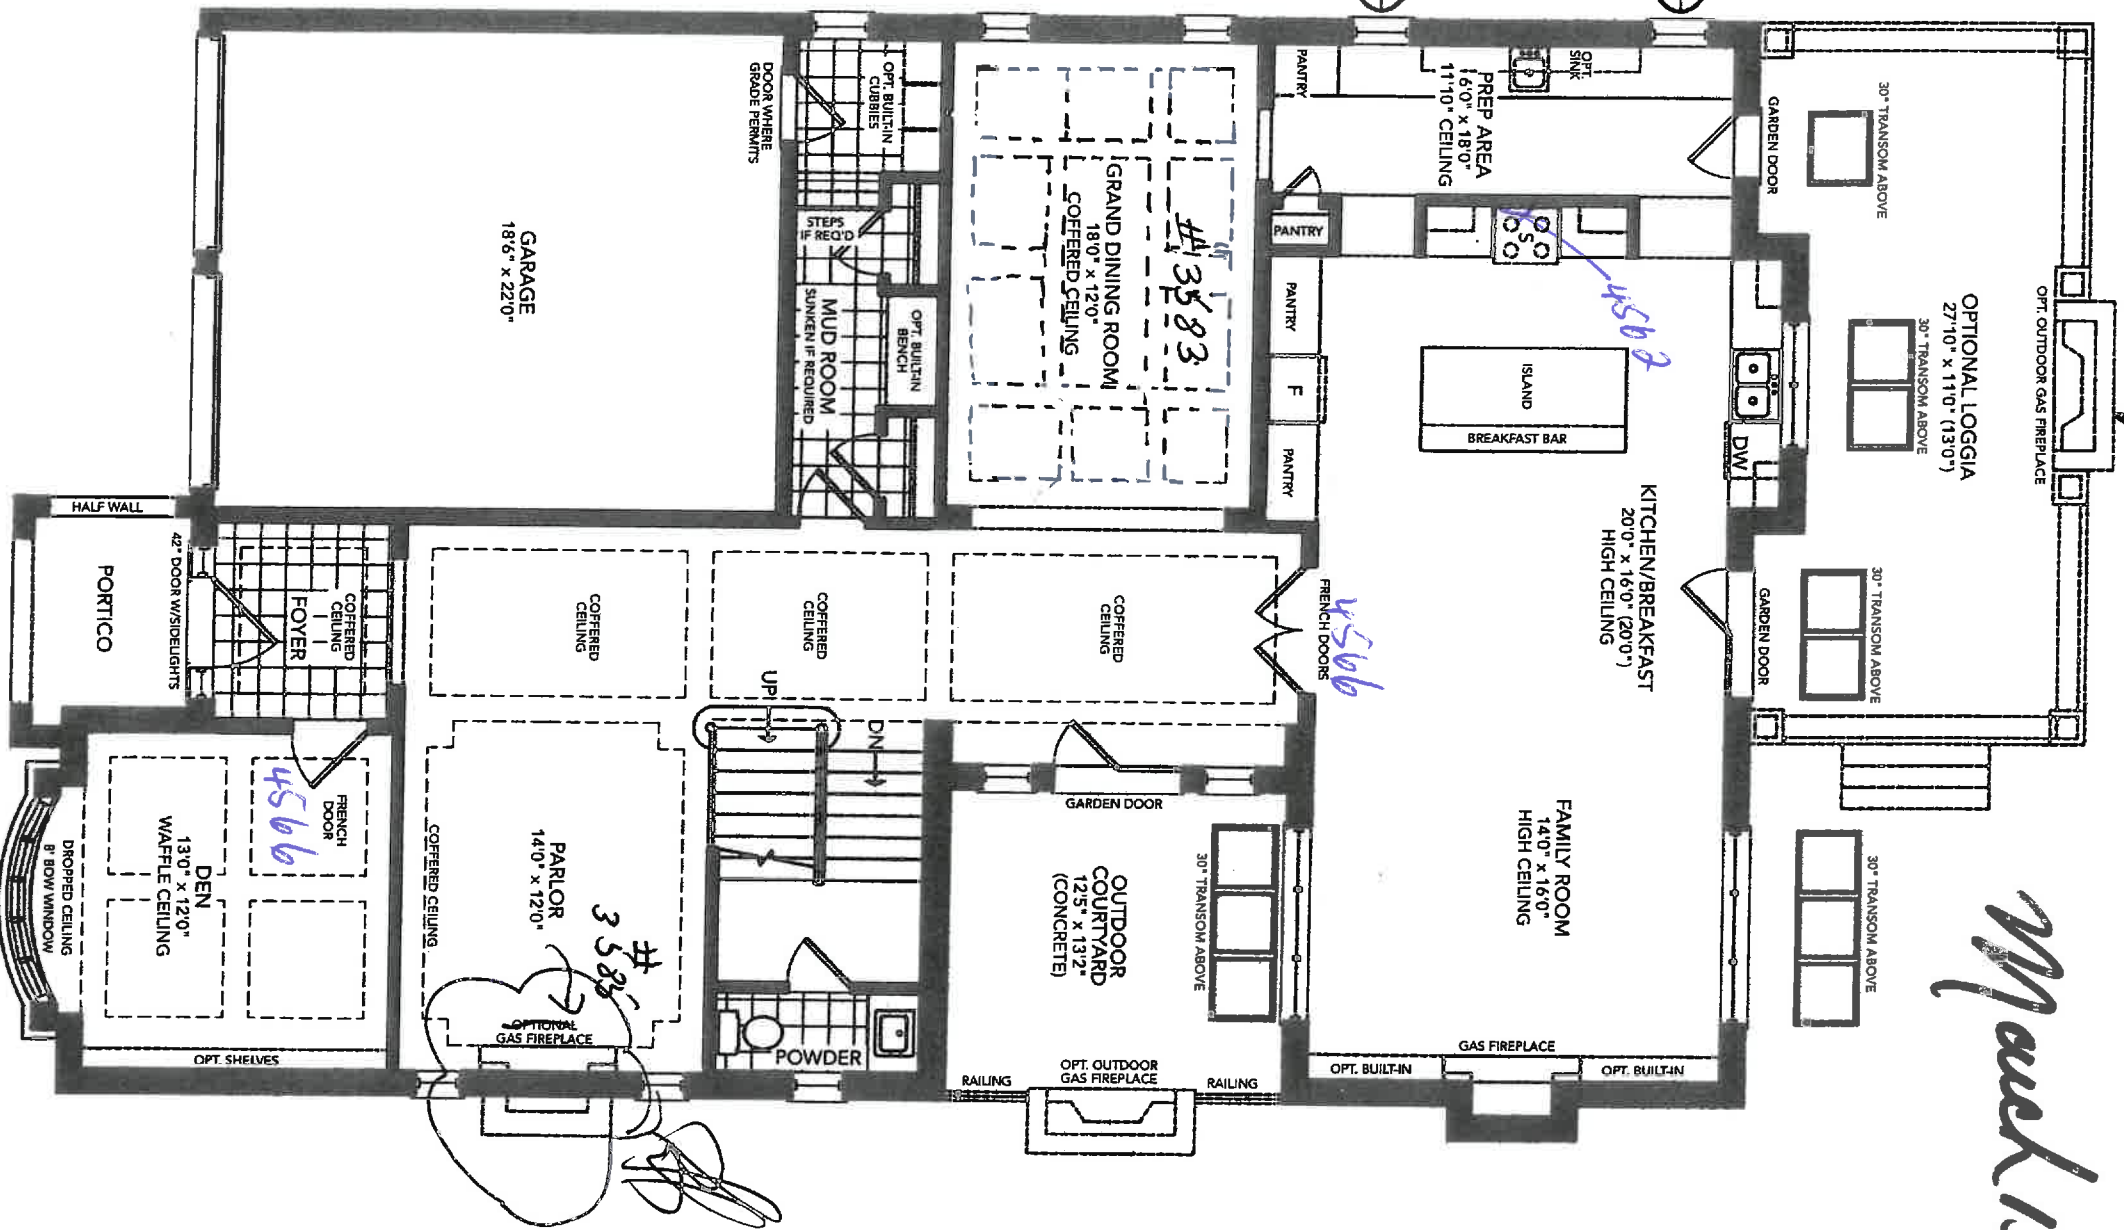 30" TRANSOM ABOVE
OPT. OUTDOOR GAS FIREPLACE
OPTIONAL LOGGIA
27'10" x 11'0" (13'0")
30" TRANSOM ABOVE
30" TRANSOM ABOVE
30" TRANSOM ABOVE
GARDEN DOOR
GARDEN DOOR
OPT.
SINK
PREP AREA
6'0" x 18'0"
11'10" CEILING
PANTRY
PANTRY
PANTRY
F
PANTRY
S
4562
ISLAND
BREAKFAST BAR
DW
KITCHEN/BREAKFAST
20'0" x 16'0" (20'0")
HIGH CEILING
FAMILY ROOM
14'0" x 16'0"
HIGH CEILING
GAS FIREPLACE
OPT. BUILT-IN
OPT. BUILT-IN
FRENCH DOORS
4566
#3583
GRAND DINING ROOM
18'0" x 12'0"
COFFERED CEILING
OPT. BUILT-IN
CUBBIES
DOOR WHERE
GRADE PERMITS
STEPS
IF REQ'D
OPT. BUILT-IN
BENCH
MUD ROOM
SUNKEN IF REQUIRED
GARAGE
18'6" x 22'0"
COFFERED
CEILING
COFFERED
CEILING
COFFERED
CEILING
UP
DN
GARDEN DOOR
30" TRANSOM ABOVE
OUTDOOR
COURTYARD
12'5" x 13'2"
(CONCRETE)
RAILING
OPT. OUTDOOR
GAS FIREPLACE
RAILING
POWDER
PARLOR
14'0" x 12'0"
COFFERED CEILING
#
3585
OPTIONAL
GAS FIREPLACE
HALF WALL
PORTICO
42" DOOR W/SIDELIGHTS
COFFERED
CEILING
FOYER
FRENCH
DOOR
4566
DEN
13'0" x 12'0"
WAFFLE CEILING
DROPPED CEILING
8' BOW WINDOW
OPT. SHELVES